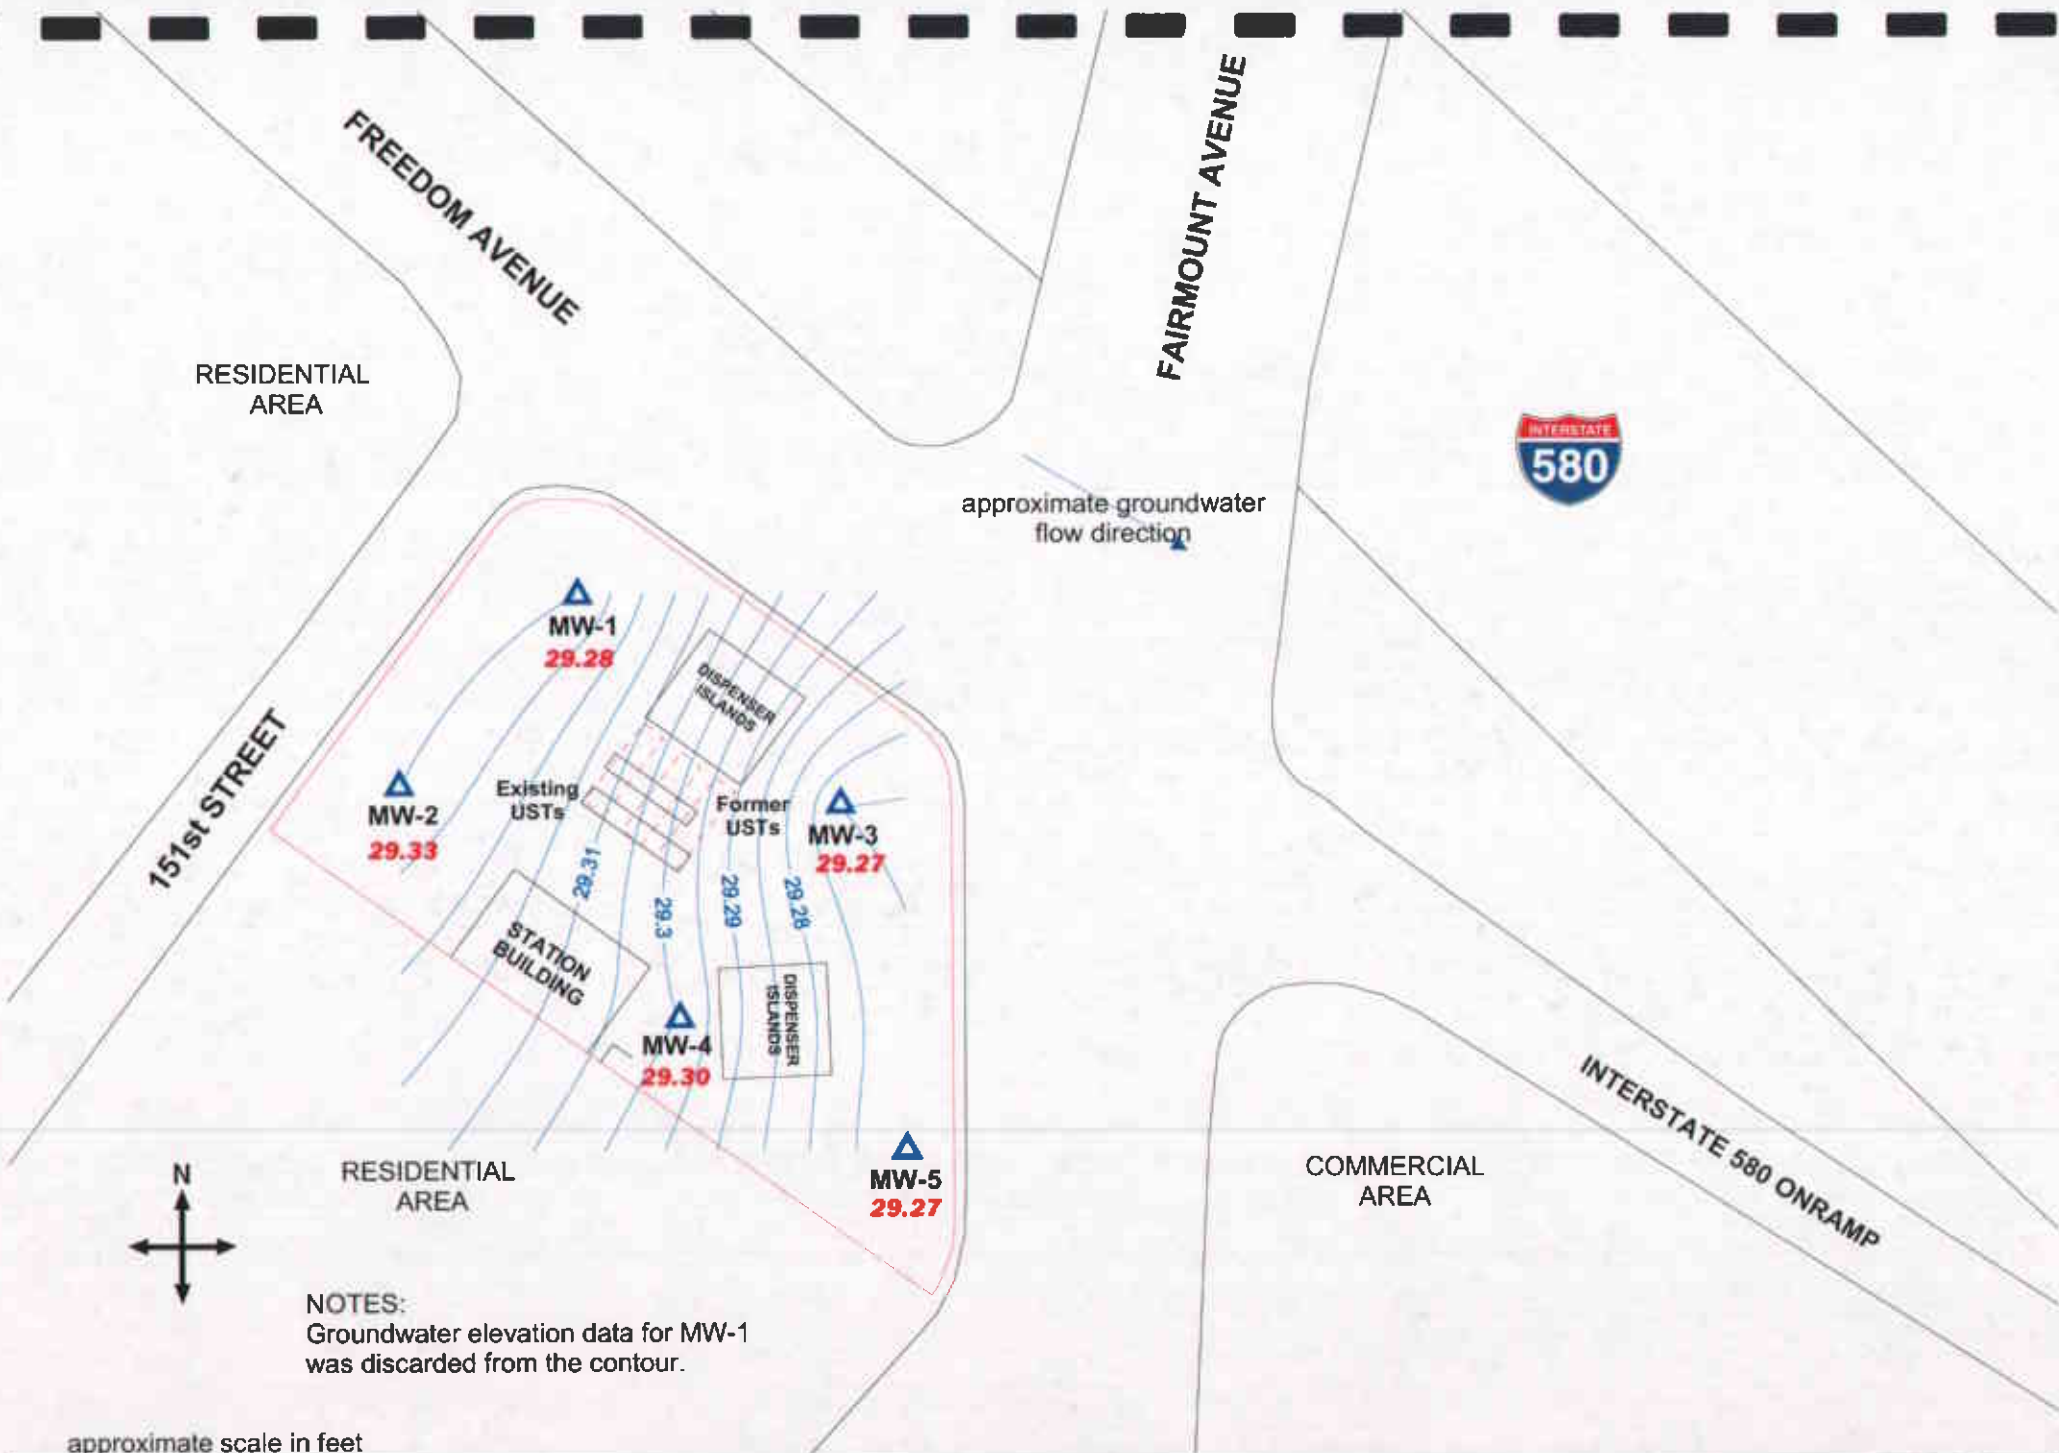 FREEDOM AVENUE
FAIRMOUNT AVENUE
RESIDENTIAL
AREA
INTERSTATE
580
approximate groundwater
flow direction
MW-1
29.28
DISPENSER
ISLANDS
151st STREET
MW-2
29.33
Existing
USTs
Former
USTs
MW-3
29.27
29.31
29.3
29.29
29.28
STATION
BUILDING
DISPENSER
ISLANDS
MW-4
29.30
MW-5
29.27
INTERSTATE 580 ONRAMP
COMMERCIAL
AREA
N
RESIDENTIAL
AREA
NOTES:
Groundwater elevation data for MW-1
was discarded from the contour.
approximate scale in feet